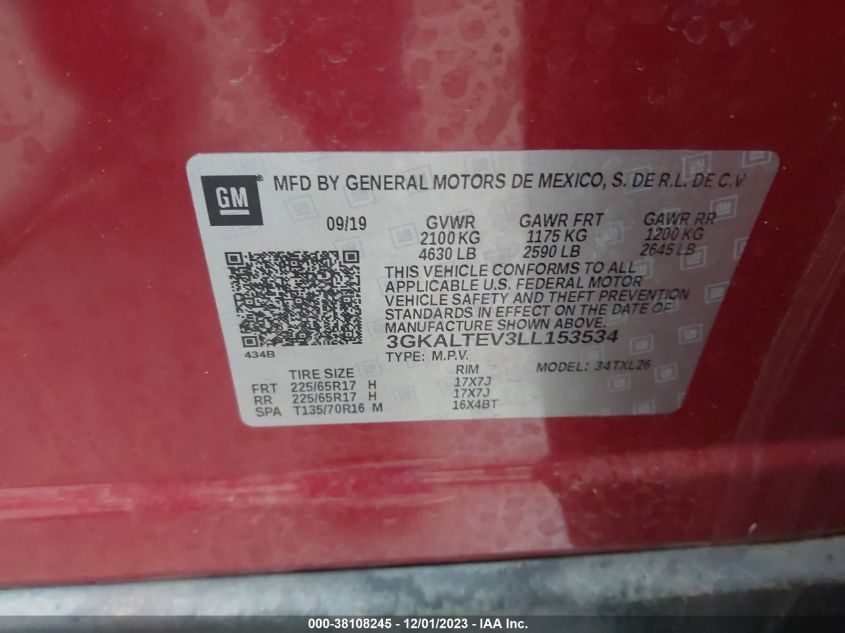 GM
MFD BY GENERAL MOTORS DE MEXICO, S. DE R.L. DE C.V
09/19 GVWR GAWR FRT GAWR RR
2100 KG 1175 KG 1200 KG
4630 LB 2590 LB 2645 LB
THIS VEHICLE CONFORMS TO ALL
APPLICABLE U.S. FEDERAL MOTOR
VEHICLE SAFETY AND THEFT PREVENTION
STANDARDS IN EFFECT ON THE DATE OF
MANUFACTURE SHOWN ABOVE.
3GKALTEV3LL153534
434B
TYPE: M.P.V. MODEL: 34TXL26
TIRE SIZE RIM
FRT 225/65R17 H 17X7J
RR 225/65R17 H 17X7J
SPA T135/70R16 M 16X4BT
000-38108245 - 12/01/2023 - IAA Inc.